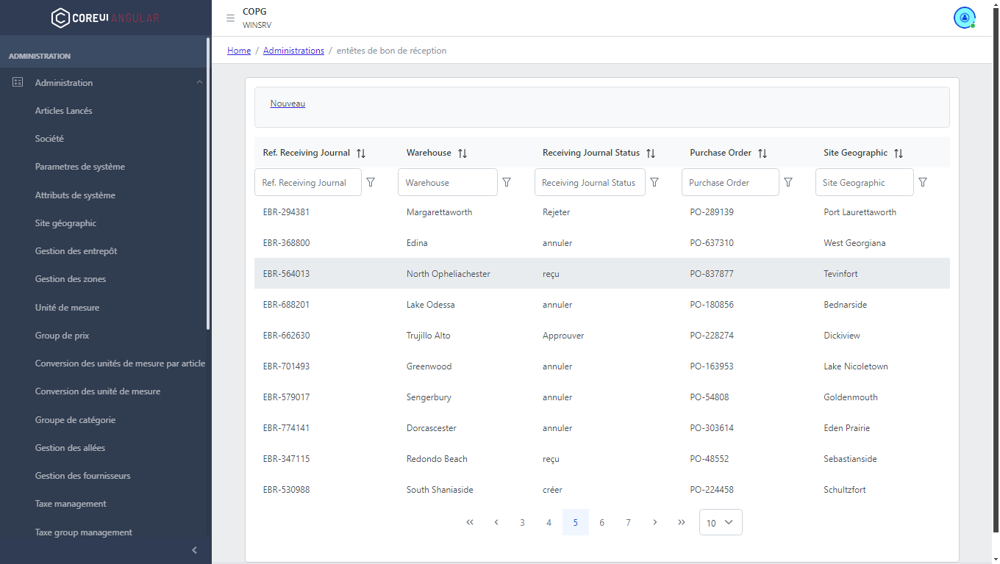 COREUI ANGULAR
ADMINISTRATION
Administration
Articles Lancés
Société
Parametres de système
Attributs de système
Site géographic
Gestion des entrepôt
Gestion des zones
Unité de mesure
Group de prix
Conversion des unités de mesure par article
Conversion des unité de mesure
Groupe de catégorie
Gestion des allées
Gestion des fournisseurs
Taxe management
Taxe group management
COPG
WINSRV
Home / Administrations / entêtes de bon de réception
Nouveau
Ref. Receiving Journal Warehouse Receiving Journal Status Purchase Order Site Geographic
Ref. Receiving Journal Warehouse Receiving Journal Status Purchase Order Site Geographic
EBR-294381 Margarettaworth Rejeter PO-289139 Port Laurettaworth
EBR-368800 Edina annuler PO-637310 West Georgiana
EBR-564013 North Opheliachester reçu PO-837877 Tevinfort
EBR-688201 Lake Odessa annuler PO-180856 Bednarside
EBR-662630 Trujillo Alto Approuver PO-228274 Dickiview
EBR-701493 Greenwood annuler PO-163953 Lake Nicoletown
EBR-579017 Sengerbury annuler PO-54808 Goldenmouth
EBR-774141 Dorcascester annuler PO-303614 Eden Prairie
EBR-347115 Redondo Beach reçu PO-48552 Sebastianside
EBR-530988 South Shaniaside créer PO-224458 Schultzfort
3 4 5 6 7 10